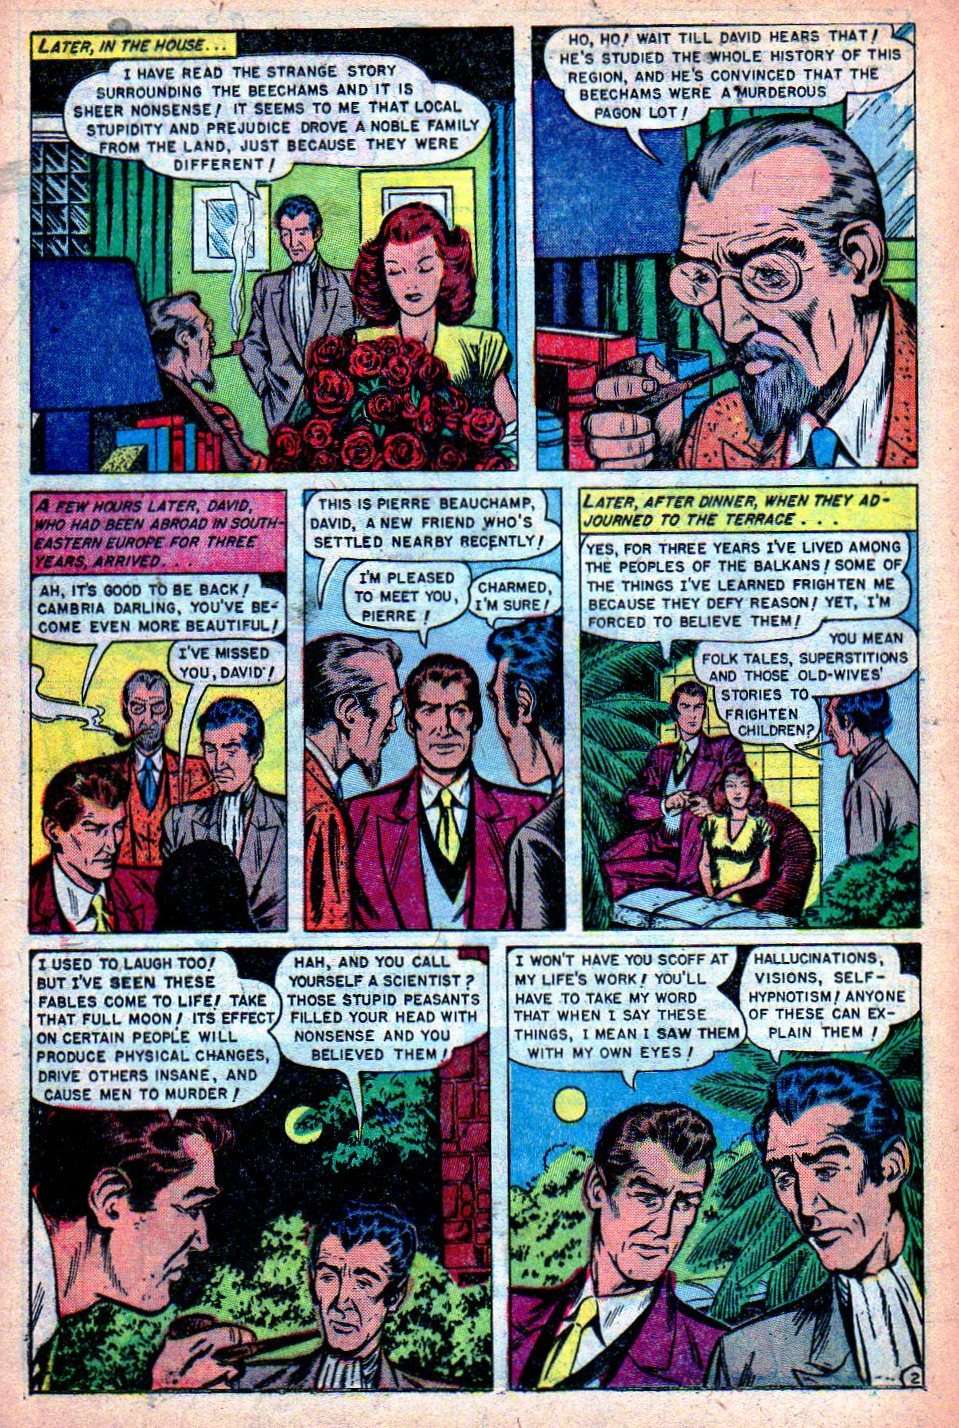 LATER, IN THE HOUSE...
I HAVE READ THE STRANGE STORY
SURROUNDING THE BEECHAMS AND IT IS
SHEER NONSENSE! IT SEEMS TO ME THAT LOCAL
STUPIDITY AND PREJUDICE DROVE A NOBLE FAMILY
FROM THE LAND, JUST BECAUSE THEY WERE
DIFFERENT!
HO, HO! WAIT TILL DAVID HEARS THAT!
HE'S STUDIED THE WHOLE HISTORY OF THIS
REGION, AND HE'S CONVINCED THAT THE
BEECHAMS WERE A MURDEROUS
PAGON LOT!
A FEW HOURS LATER, DAVID,
WHO HAD BEEN ABROAD IN SOUTH-
EASTERN EUROPE FOR THREE
YEARS, ARRIVED...
AH, IT'S GOOD TO BE BACK!
CAMBRIA DARLING, YOU'VE BE-
COME EVEN MORE BEAUTIFUL!
I'VE MISSED
YOU, DAVID!
THIS IS PIERRE BEAUCHAMP,
DAVID, A NEW FRIEND WHO'S
SETTLED NEARBY RECENTLY!
I'M PLEASED
TO MEET YOU,
PIERRE!
CHARMED,
I'M SURE!
LATER, AFTER DINNER, WHEN THEY AD-
JOURNED TO THE TERRACE...
YES, FOR THREE YEARS I'VE LIVED AMONG
THE PEOPLES OF THE BALKANS! SOME OF
THE THINGS I'VE LEARNED FRIGHTEN ME
BECAUSE THEY DEFY REASON! YET, I'M
FORCED TO BELIEVE THEM!
YOU MEAN
FOLK TALES, SUPERSTITIONS
AND THOSE OLD-WIVES'
STORIES TO
FRIGHTEN
CHILDREN?
I USED TO LAUGH TOO!
BUT I'VE SEEN THESE
FABLES COME TO LIFE! TAKE
THAT FULL MOON! ITS EFFECT
ON CERTAIN PEOPLE WILL
PRODUCE PHYSICAL CHANGES,
DRIVE OTHERS INSANE, AND
CAUSE MEN TO MURDER!
HAH, AND YOU CALL
YOURSELF A SCIENTIST?
THOSE STUPID PEASANTS
FILLED YOUR HEAD WITH
NONSENSE AND YOU
BELIEVED THEM!
I WON'T HAVE YOU SCOFF AT
MY LIFE'S WORK! YOU'LL
HAVE TO TAKE MY WORD
THAT WHEN I SAY THESE
THINGS, I MEAN I SAW THEM
WITH MY OWN EYES!
HALLUCINATIONS,
VISIONS, SELF-
HYPNOTISM! ANYONE
OF THESE CAN EX-
PLAIN THEM!
2